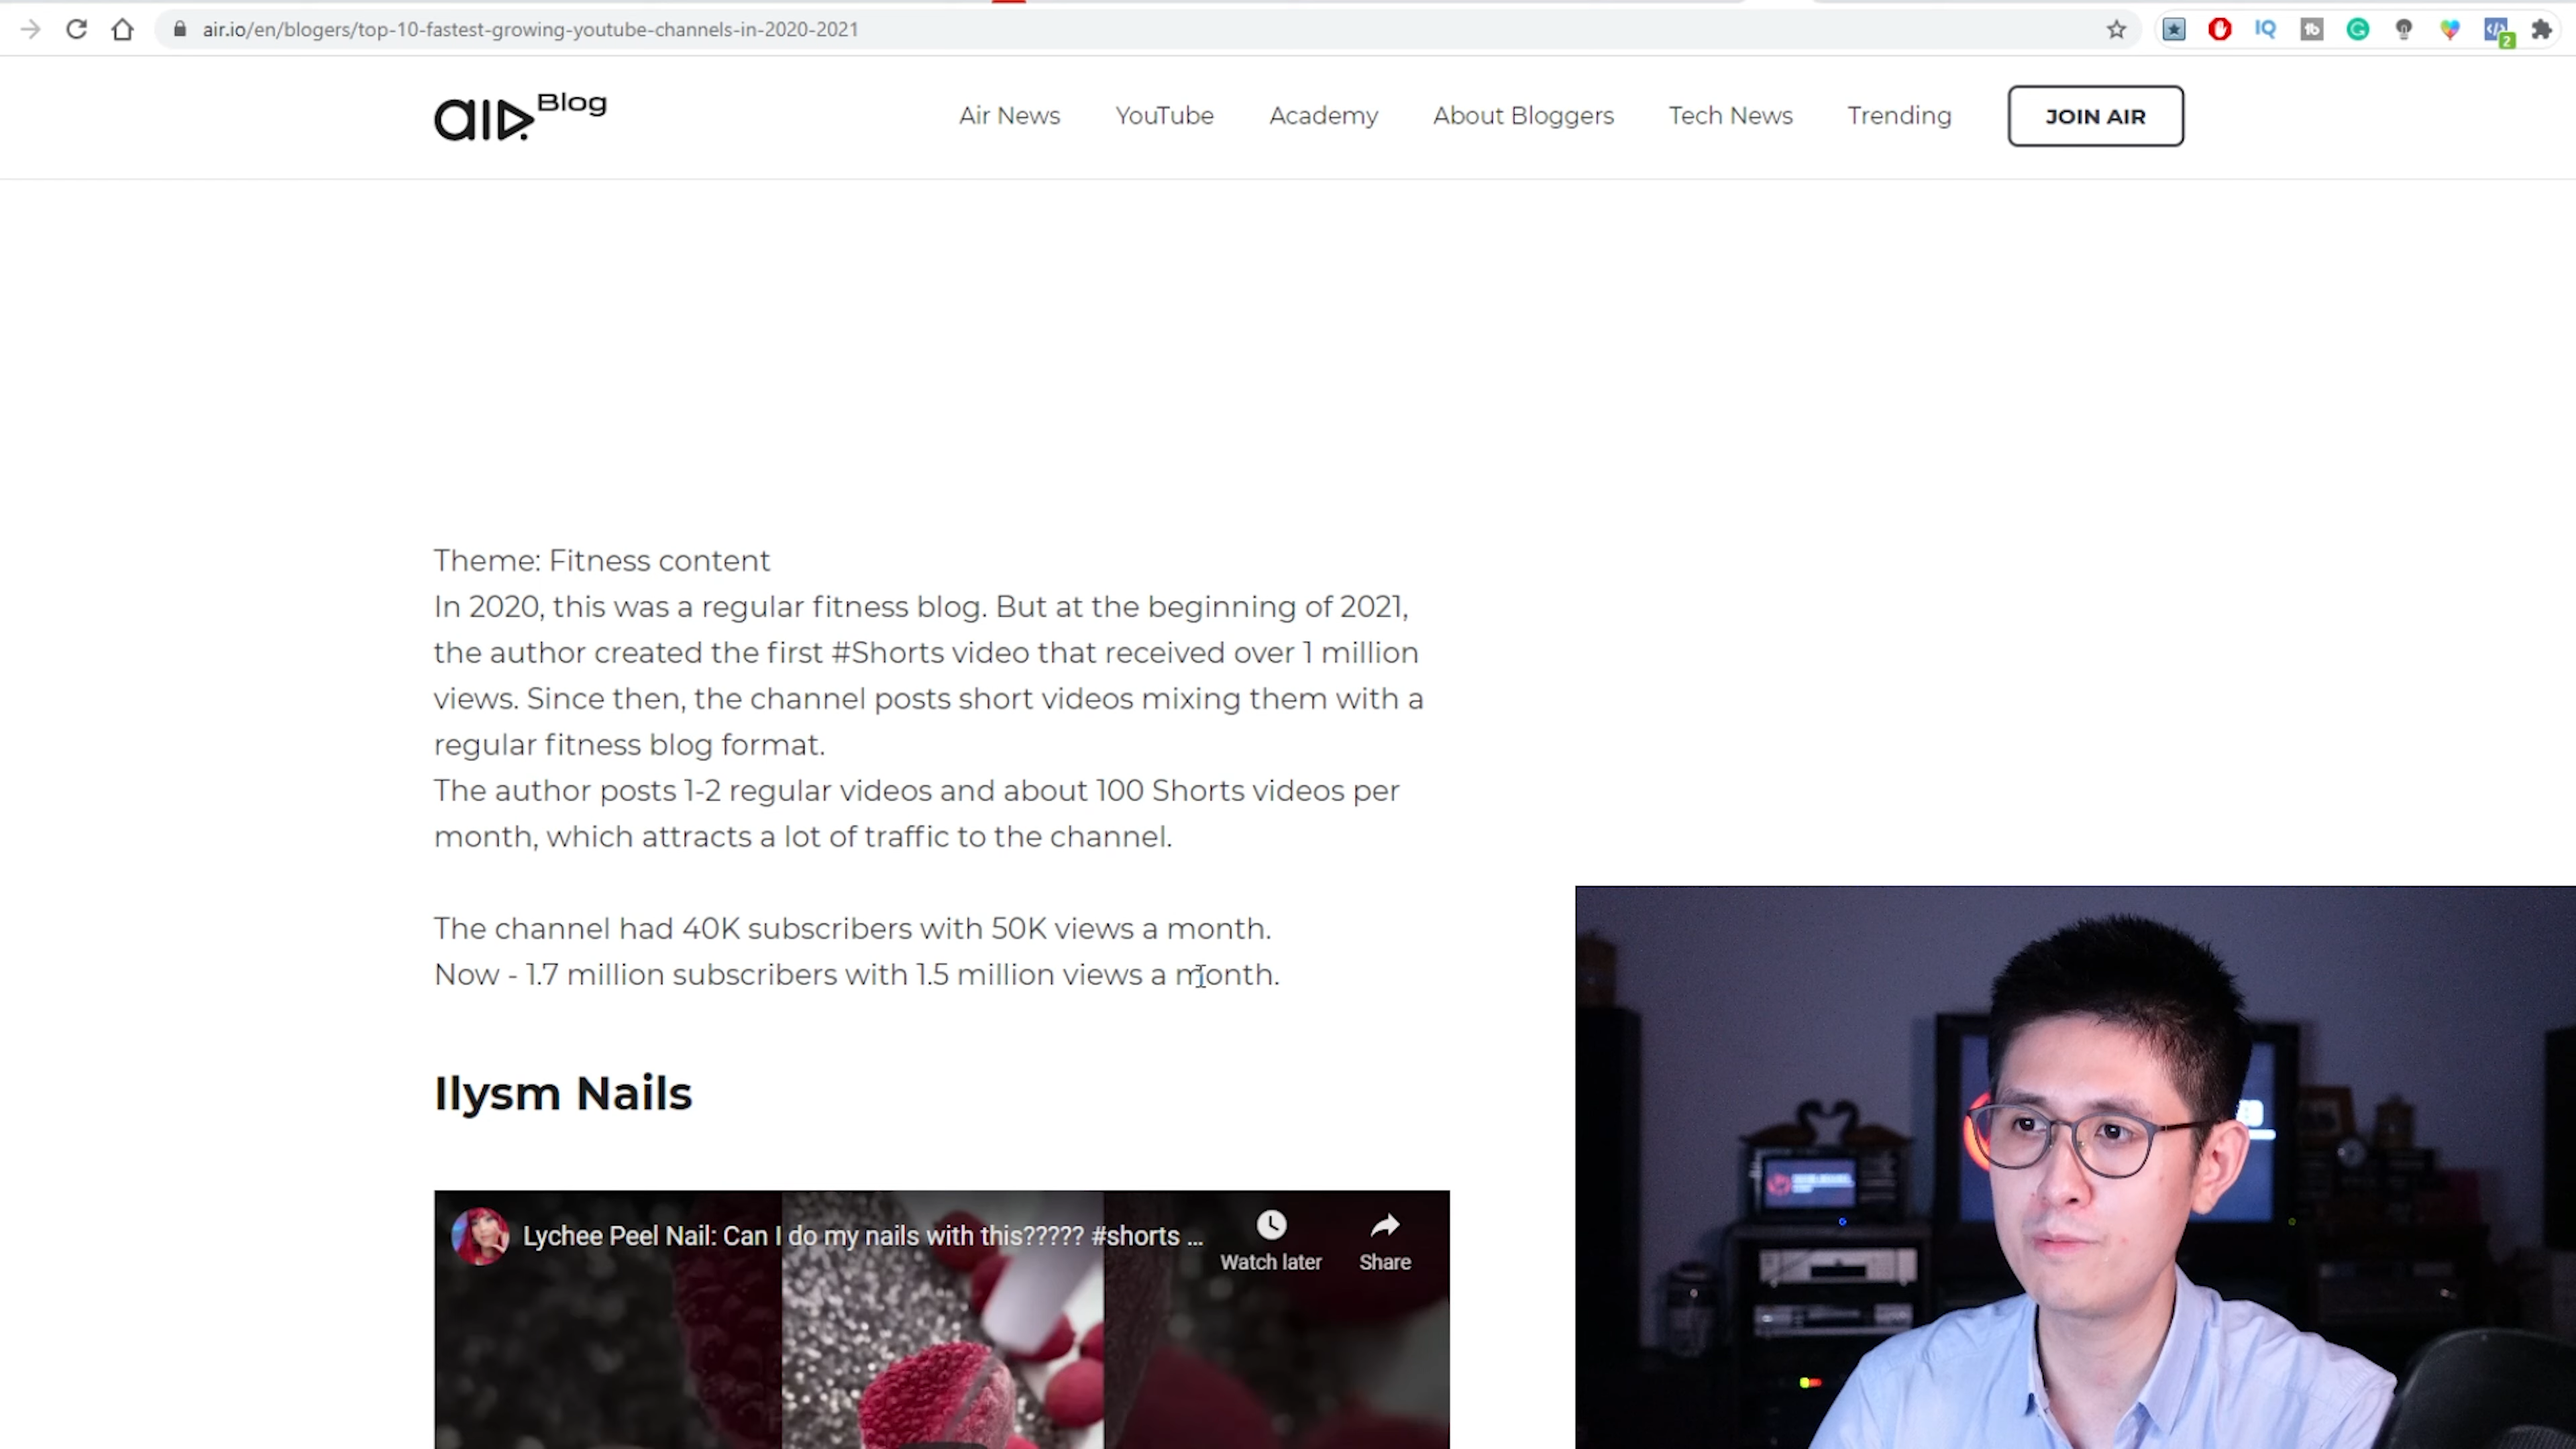 air.io/en/blogers/top-10-fastest-growing-youtube-channels-in-2020-2021
IQ
tb
2
air Blog
Air News
YouTube
Academy
About Bloggers
Tech News
Trending
JOIN AIR
Theme: Fitness content
In 2020, this was a regular fitness blog. But at the beginning of 2021,
the author created the first #Shorts video that received over 1 million
views. Since then, the channel posts short videos mixing them with a
regular fitness blog format.
The author posts 1-2 regular videos and about 100 Shorts videos per
month, which attracts a lot of traffic to the channel.
The channel had 40K subscribers with 50K views a month.
Now - 1.7 million subscribers with 1.5 million views a month.
Ilysm Nails
Lychee Peel Nail: Can I do my nails with this????? #shorts ...
Watch later
Share